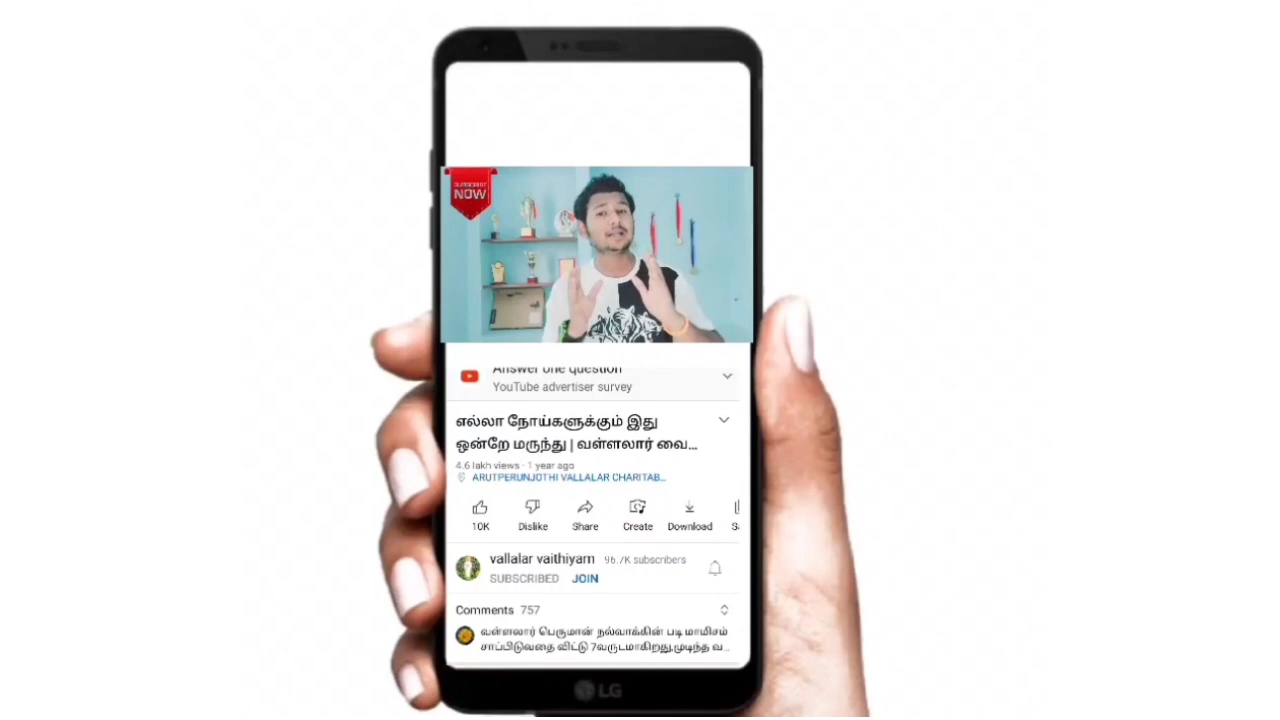 SUBSCRIBE
NOW
Answer one question
YouTube advertiser survey
எல்லா நோய்களுக்கும் இது
ஒன்றே மருந்து | வள்ளலார் வை...
4.6 lakh views · 1 year ago
ARUTPERUNJOTHI VALLALAR CHARITAB...
10K
Dislike
Share
Create
Download
vallalar vaithiyam 96.7K subscribers
SUBSCRIBED JOIN
Comments 757
வள்ளலார் பெருமான் நல்வாக்கின் படி மாமிசம்
சாப்பிடுவதை விட்டு 7வருடமாகிறது.முடிந்த வ...
LG